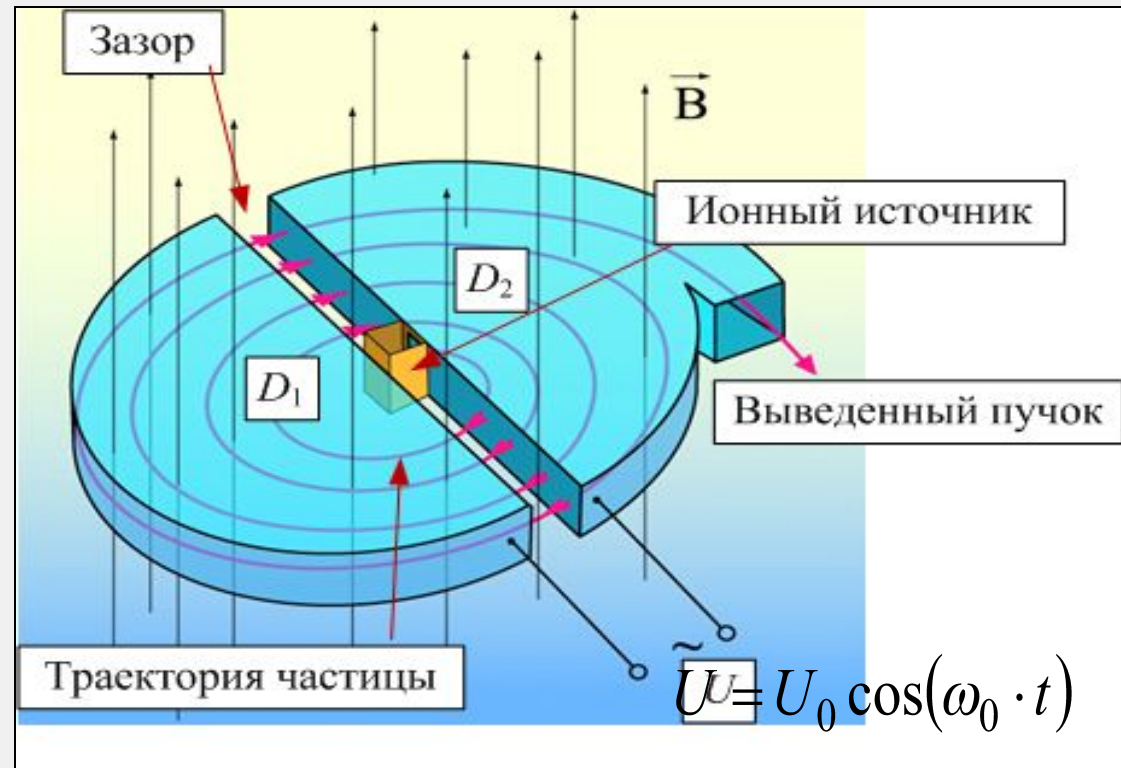 Зазор
B
Ионный источник
D₂
D₁
Выведенный пучок
Траектория частицы
U
Ũ = U₀ cos(ω₀ · t)